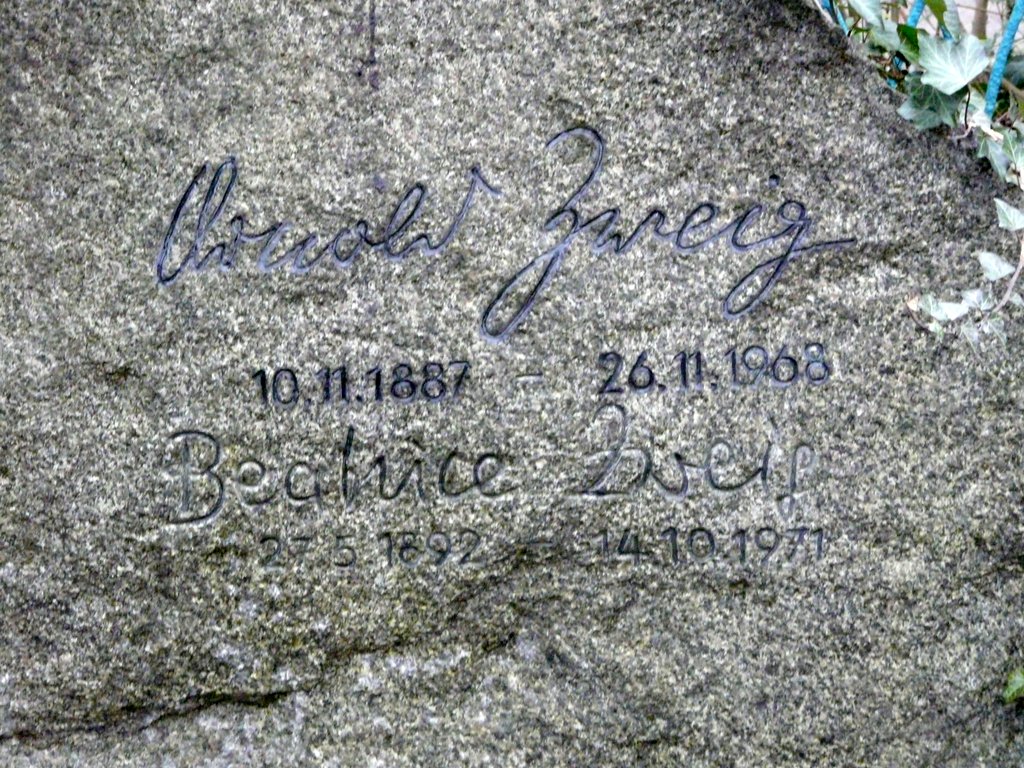 Arnold Zweig
10.11.1887 - 26.11.1968
Beatrice Zweig
27.5.1892 - 14.10.1971